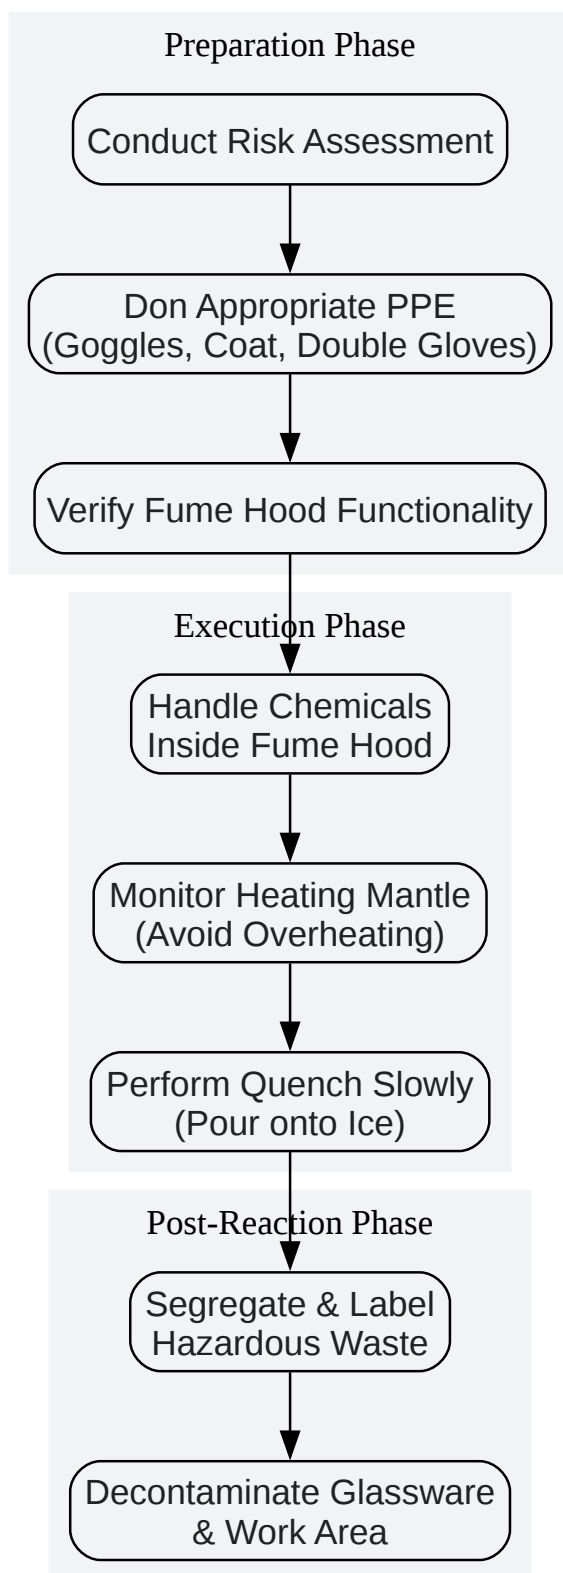 Preparation Phase
Conduct Risk Assessment
Don Appropriate PPE
(Goggles, Coat, Double Gloves)
Verify Fume Hood Functionality
Execution Phase
Handle Chemicals
Inside Fume Hood
Monitor Heating Mantle
(Avoid Overheating)
Perform Quench Slowly
(Pour onto Ice)
Post-Reaction Phase
Segregate & Label
Hazardous Waste
Decontaminate Glassware
& Work Area